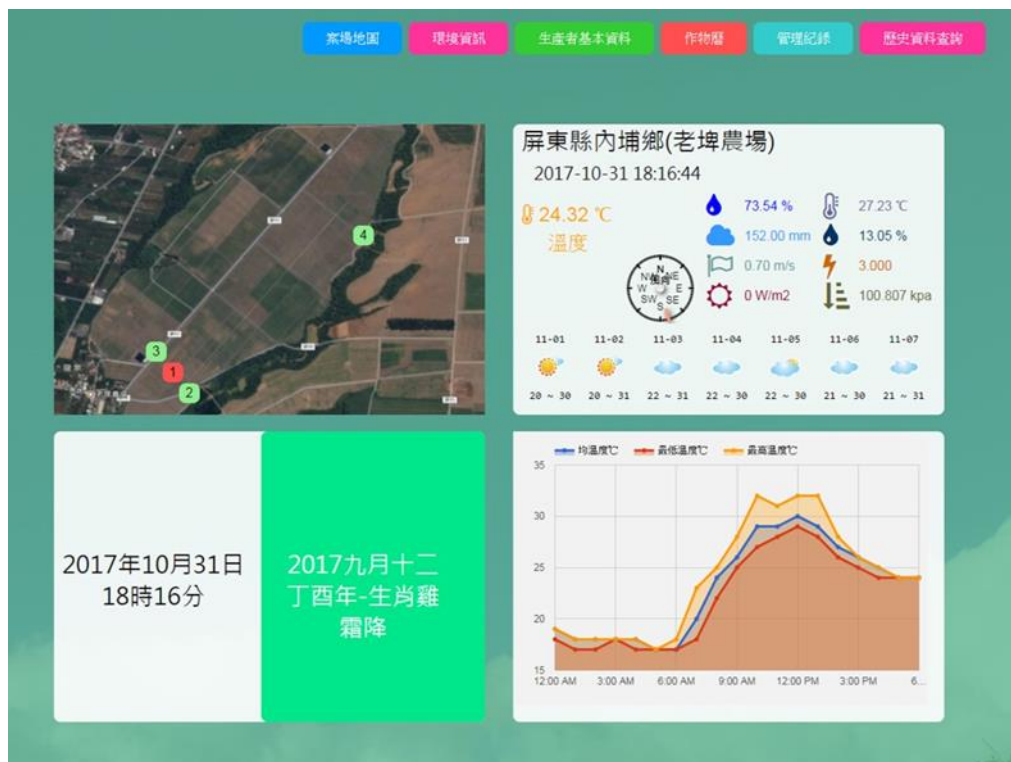 案場地圖
環境資訊
生產者基本資料
作物曆
管理紀錄
歷史資料查詢
4
3
1
2
屏東縣內埔鄉(老埤農場)
2017-10-31 18:16:44
24.32 ℃
溫度
73.54 %
27.23 ℃
152.00 mm
13.05 %
0.70 m/s
3.000
0 W/m2
100.807 kpa
N
NW
NE
風向
W
E
SW
SE
S
11-01 11-02 11-03 11-04 11-05 11-06 11-07
20 ~ 30 20 ~ 31 22 ~ 31 22 ~ 30 22 ~ 30 21 ~ 30 21 ~ 31
2017年10月31日
18時16分
2017九月十二
丁酉年-生肖雞
霜降
均溫度℃ 最低溫度℃ 最高溫度℃
35
30
25
20
15
12:00 AM 3:00 AM 6:00 AM 9:00 AM 12:00 PM 3:00 PM 6...